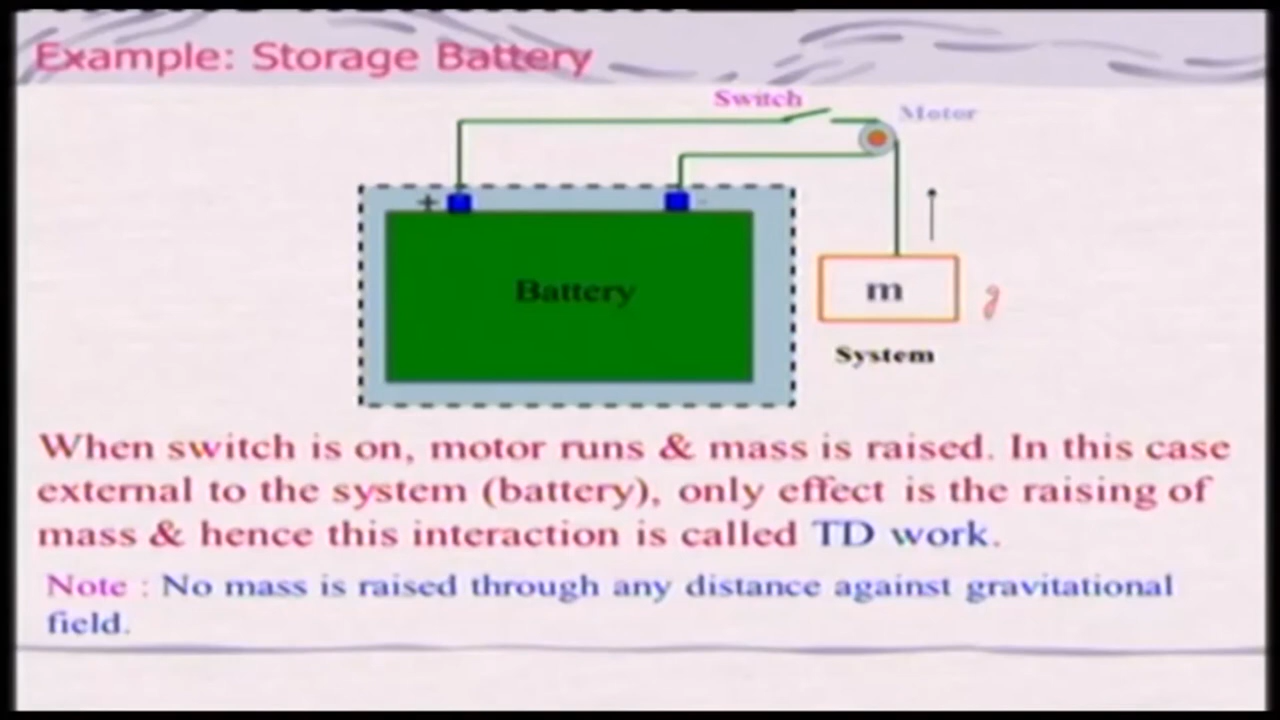 Example: Storage Battery
Switch
Motor
+
-
Battery
m
g
System
When switch is on, motor runs & mass is raised. In this case
external to the system (battery), only effect is the raising of
mass & hence this interaction is called TD work.
Note : No mass is raised through any distance against gravitational
field.